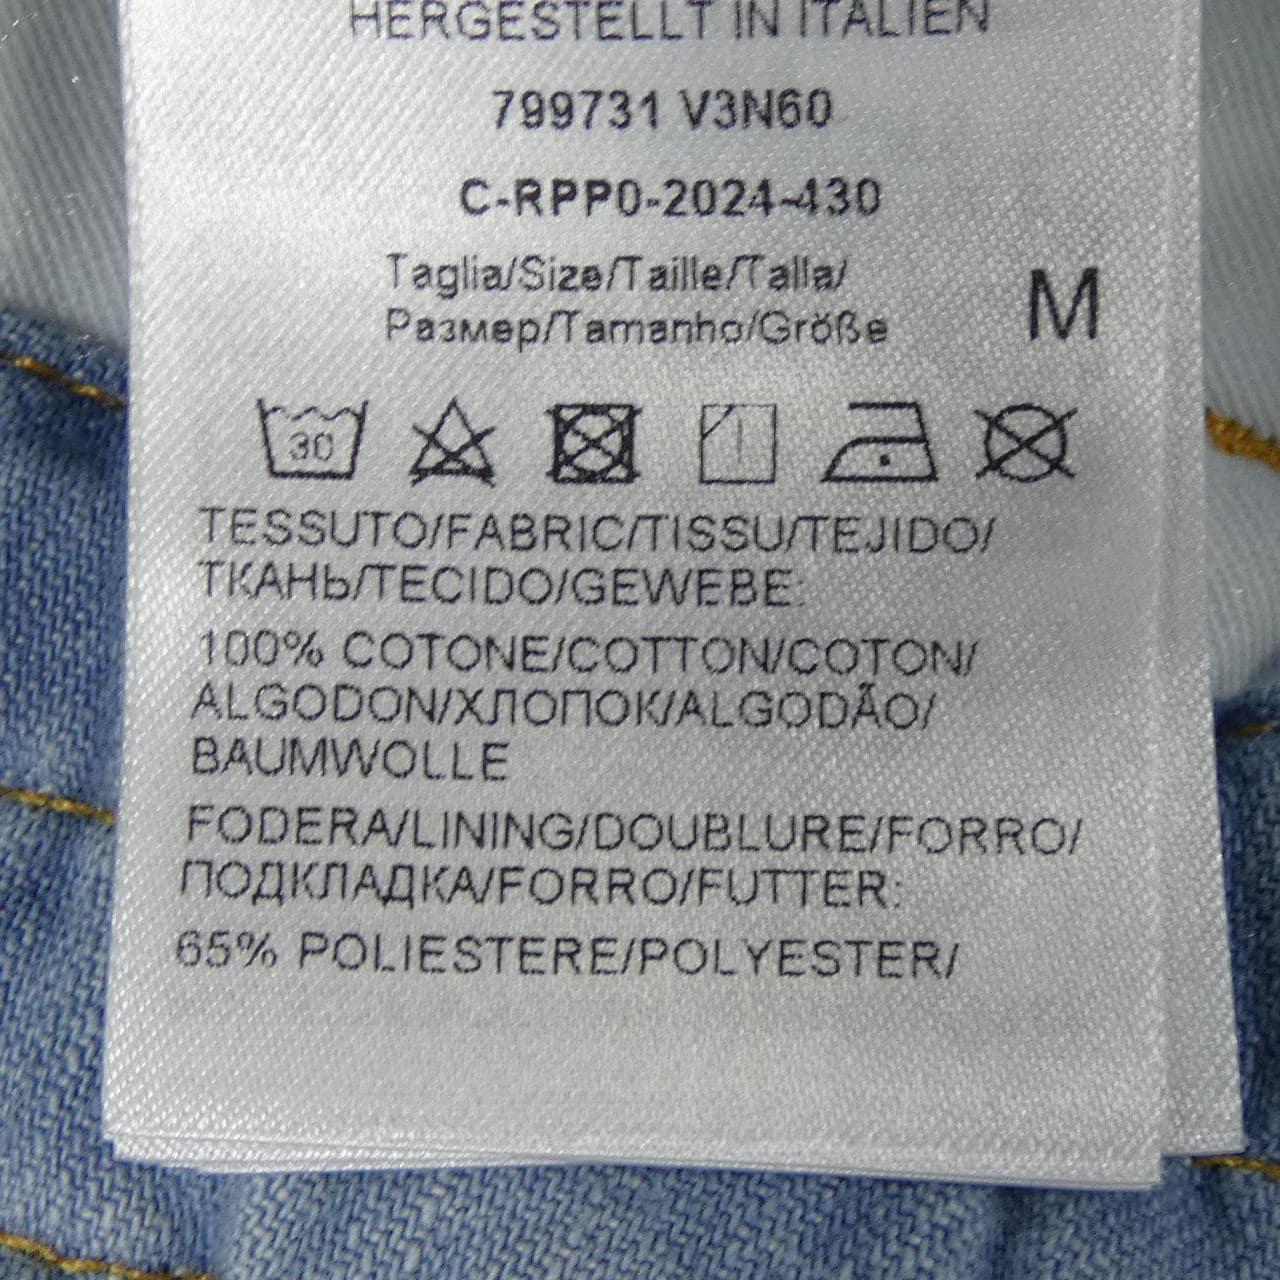 HERGESTELLT IN ITALIEN
799731 V3N60
C-RPP0-2024-430
Taglia/Size/Taille/Talla/
Размер/Tamanho/Größe
M
30
TESSUTO/FABRIC/TISSU/TEJIDO/
ТКАНЬ/TECIDO/GEWEBE:
100% COTONE/COTTON/COTON/
ALGODON/ХЛОПОК/ALGODÃO/
BAUMWOLLE
FODERA/LINING/DOUBLURE/FORRO/
ПОДКЛАДКА/FORRO/FUTTER:
65% POLIESTERE/POLYESTER/